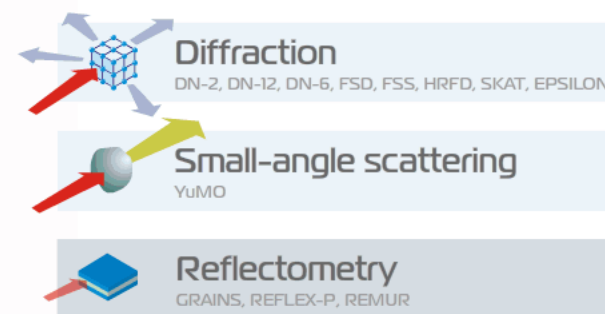 Diffraction
DN-2, DN-12, DN-6, FSD, FSS, HRFD, SKAT, EPSILON
Small-angle scattering
YuMO
Reflectometry
GRAINS, REFLEX-P, REMUR